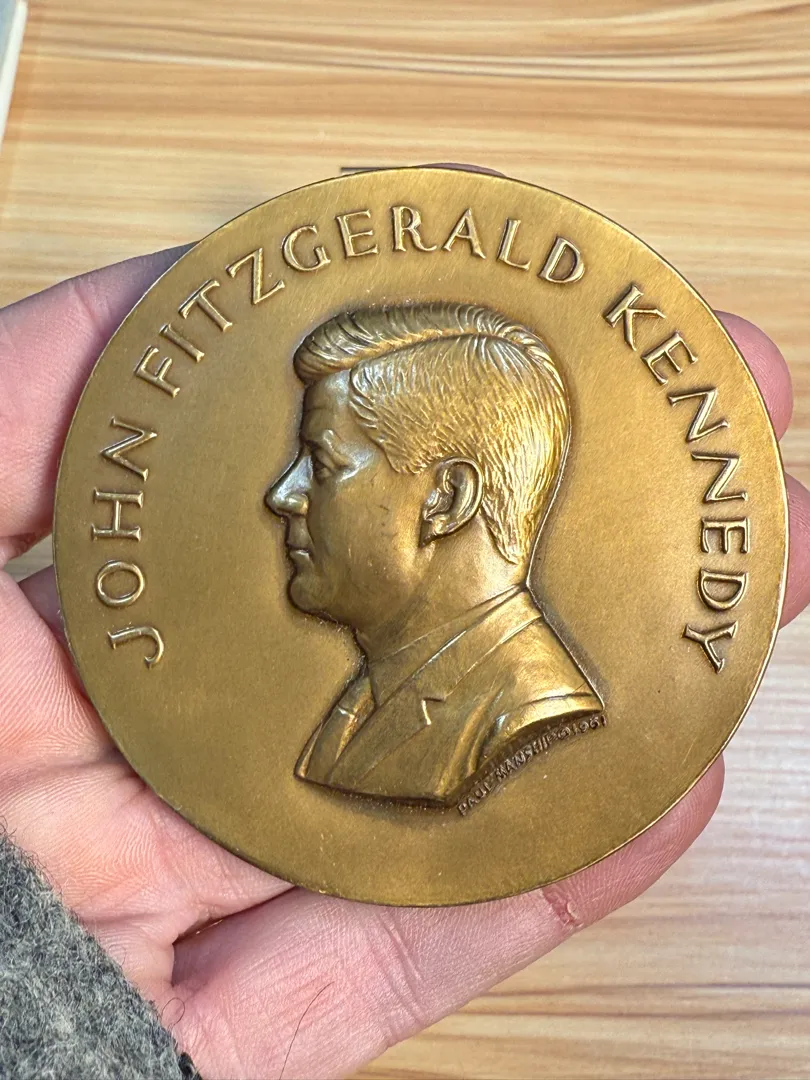 JOHN FITZGERALD KENNEDY
PAUL MANSHIP © 1961